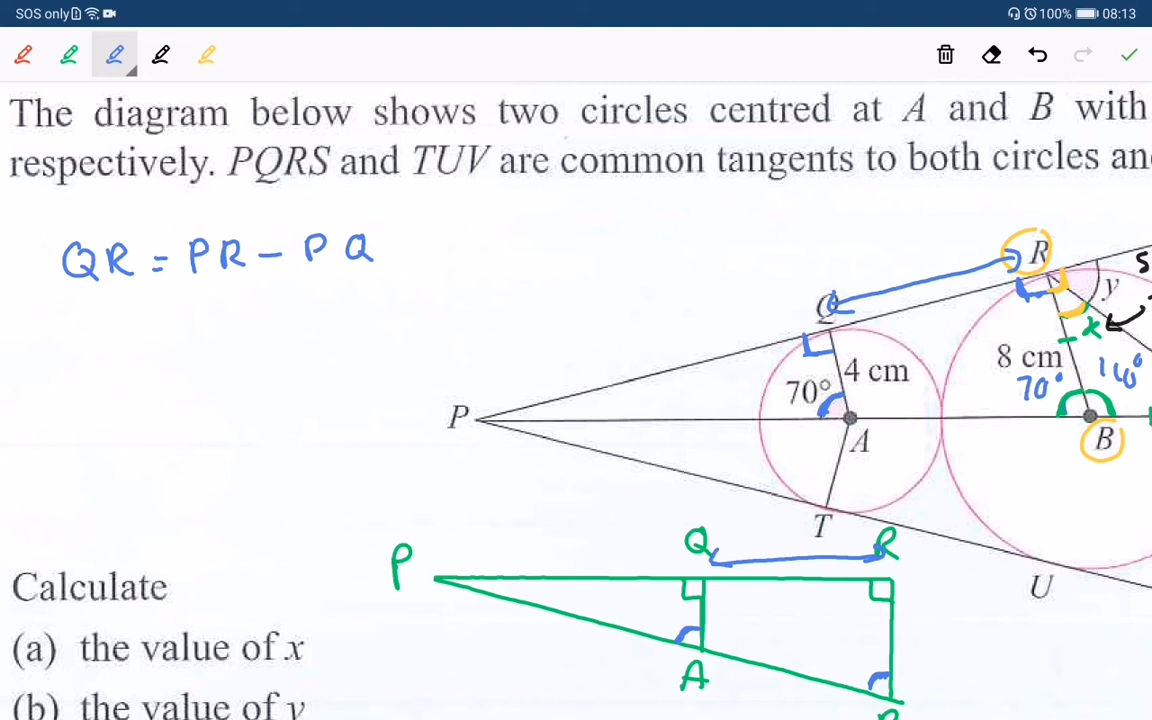 SOS only 100% 08:13
The diagram below shows two circles centred at A and B with
respectively. PQRS and TUV are common tangents to both circles an
QR = PR - PQ
R S
y
Q
x
4 cm 8 cm
70° 70°
P
A B
T
Q R
P
U
Calculate
(a) the value of x
A
(b) the value of y